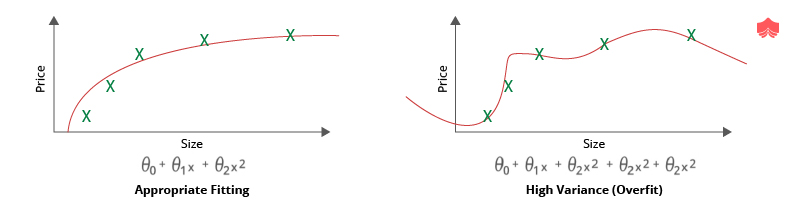 Price
X X X X X
Size
θ0 + θ1x + θ2x2
Appropriate Fitting
Price
X X X X X
Size
θ0 + θ1x + θ2x2 + θ2x2 + θ2x2
High Variance (Overfit)